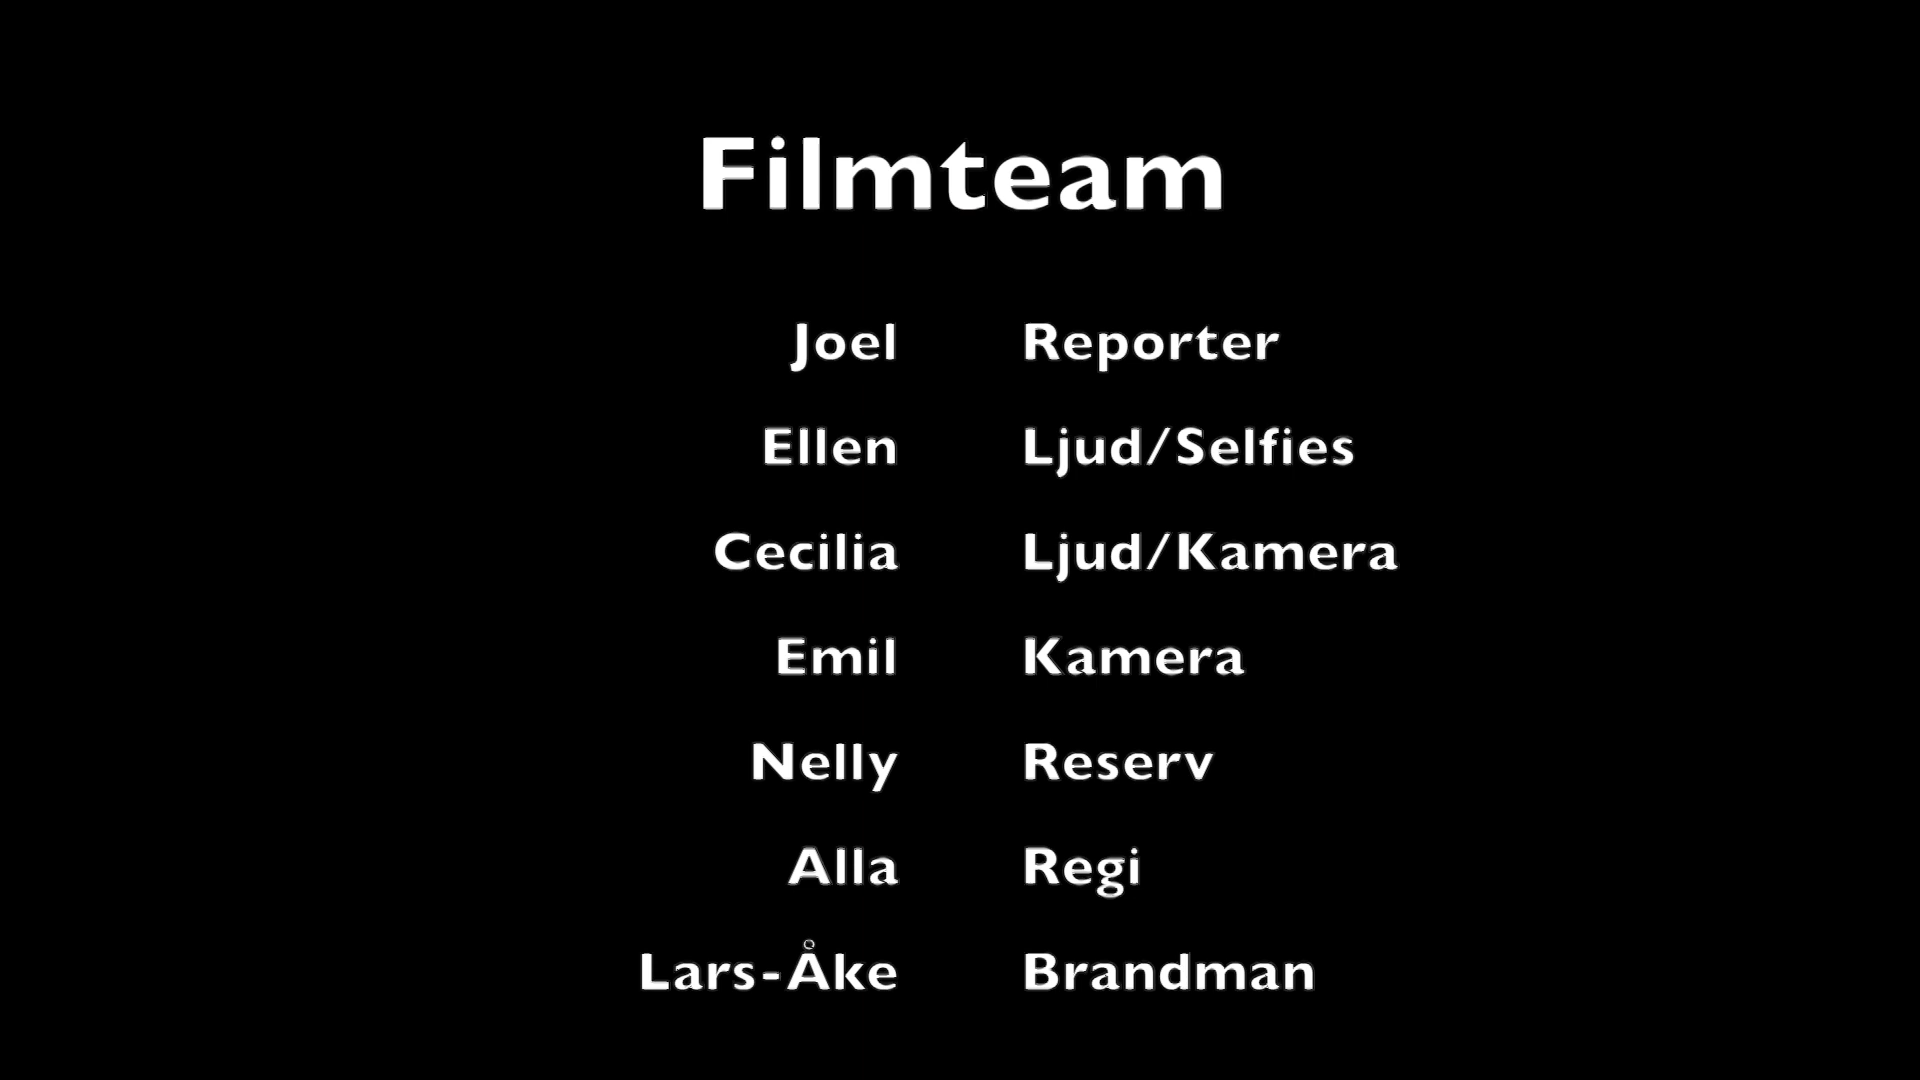 Filmteam
Joel Reporter
Ellen Ljud/Selfies
Cecilia Ljud/Kamera
Emil Kamera
Nelly Reserv
Alla Regi
Lars-Åke Brandman